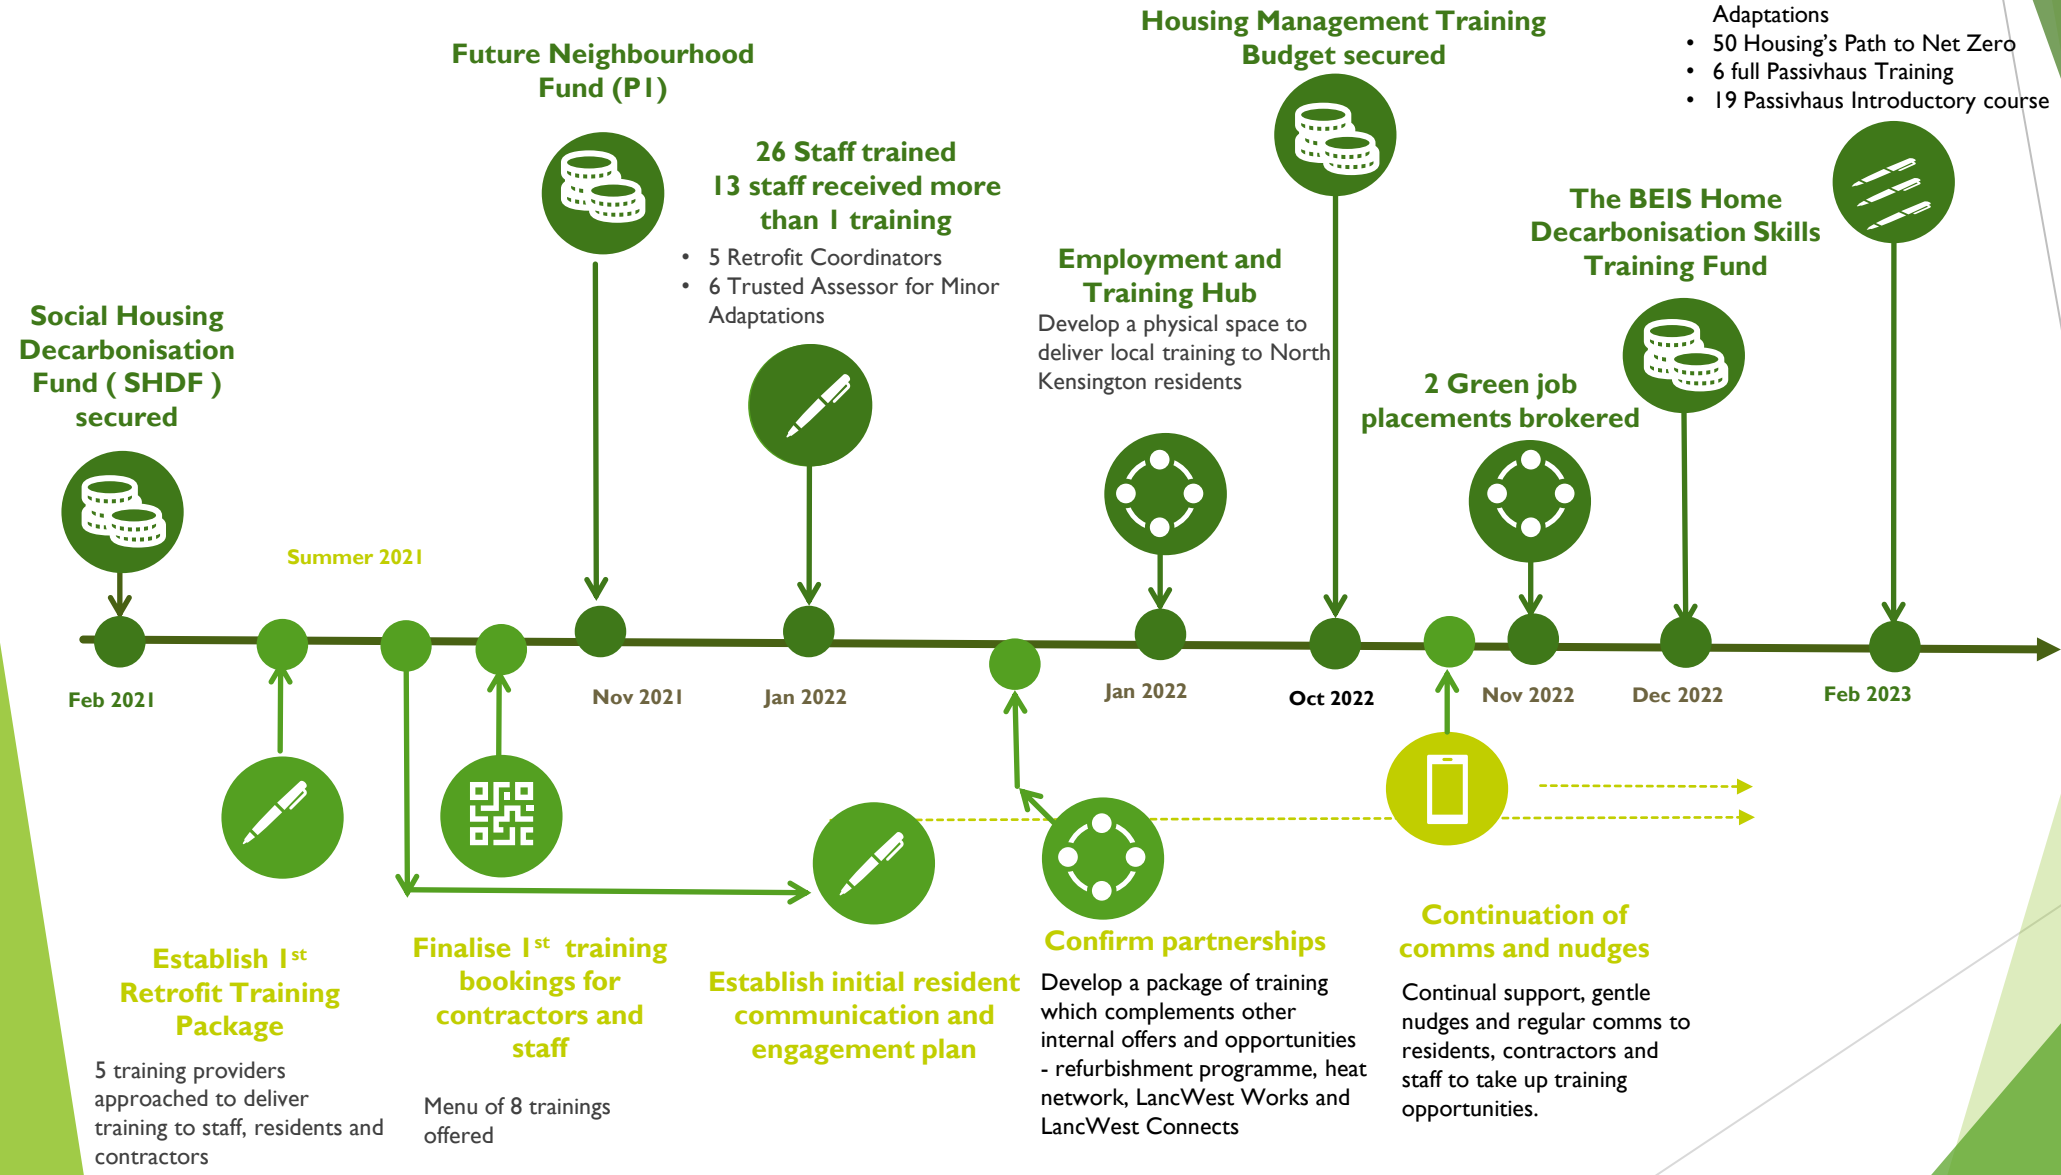 Housing Management Training
Budget secured
Adaptations
• 50 Housing's Path to Net Zero
• 6 full Passivhaus Training
• 19 Passivhaus Introductory course
Future Neighbourhood
Fund (P1)
26 Staff trained
13 staff received more
than 1 training
• 5 Retrofit Coordinators
• 6 Trusted Assessor for Minor
Adaptations
The BEIS Home
Decarbonisation Skills
Training Fund
Employment and
Training Hub
Develop a physical space to
deliver local training to North
Kensington residents
Social Housing
Decarbonisation
Fund ( SHDF )
secured
2 Green job
placements brokered
Summer 2021
Feb 2021
Nov 2021
Jan 2022
Jan 2022
Oct 2022
Nov 2022
Dec 2022
Feb 2023
Establish 1st
Retrofit Training
Package
5 training providers
approached to deliver
training to staff, residents and
contractors
Finalise 1st training
bookings for
contractors and
staff
Menu of 8 trainings
offered
Establish initial resident
communication and
engagement plan
Confirm partnerships
Develop a package of training
which complements other
internal offers and opportunities
- refurbishment programme, heat
network, LancWest Works and
LancWest Connects
Continuation of
comms and nudges
Continual support, gentle
nudges and regular comms to
residents, contractors and
staff to take up training
opportunities.